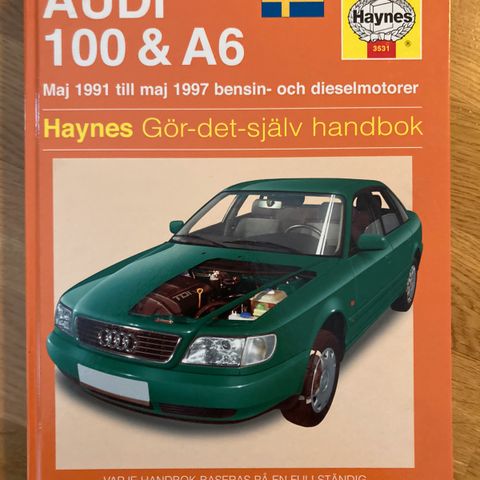 AUDI
100 & A6
Haynes
3531
Maj 1991 till maj 1997 bensin- och dieselmotorer
Haynes Gör-det-själv handbok
TDI
VARJE HANDBOK BASERAS PÅ EN FULLSTÄNDIG